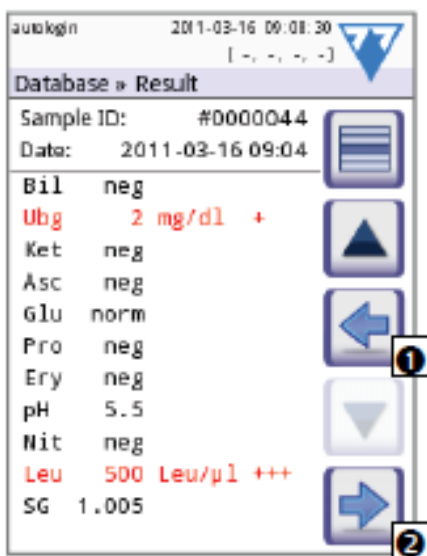 autologin 2011-03-16 09:08:30
[ -, -, -, -]
77
Database » Result
Sample ID: #0000044
Date: 2011-03-16 09:04
Bil neg
Ubg 2 mg/dl +
Ket neg
Asc neg
Glu norm
Pro neg
Ery neg
pH 5.5
Nit neg
Leu 500 Leu/µl +++
SG 1.005
1
2